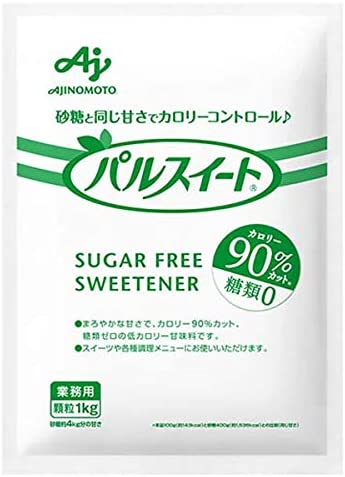 Aj
AJINOMOTO
砂糖と同じ甘さでカロリーコントロール♪
パルスイート®
カロリー
90%
カット※
糖類0
SUGAR FREE
SWEETENER
●まろやかな甘さで、カロリー90%カット、
糖類ゼロの低カロリー甘味料です。
●スイーツや各種調理メニューにお使いいただけます。
業務用
顆粒1kg
砂糖約4kg分の甘さ